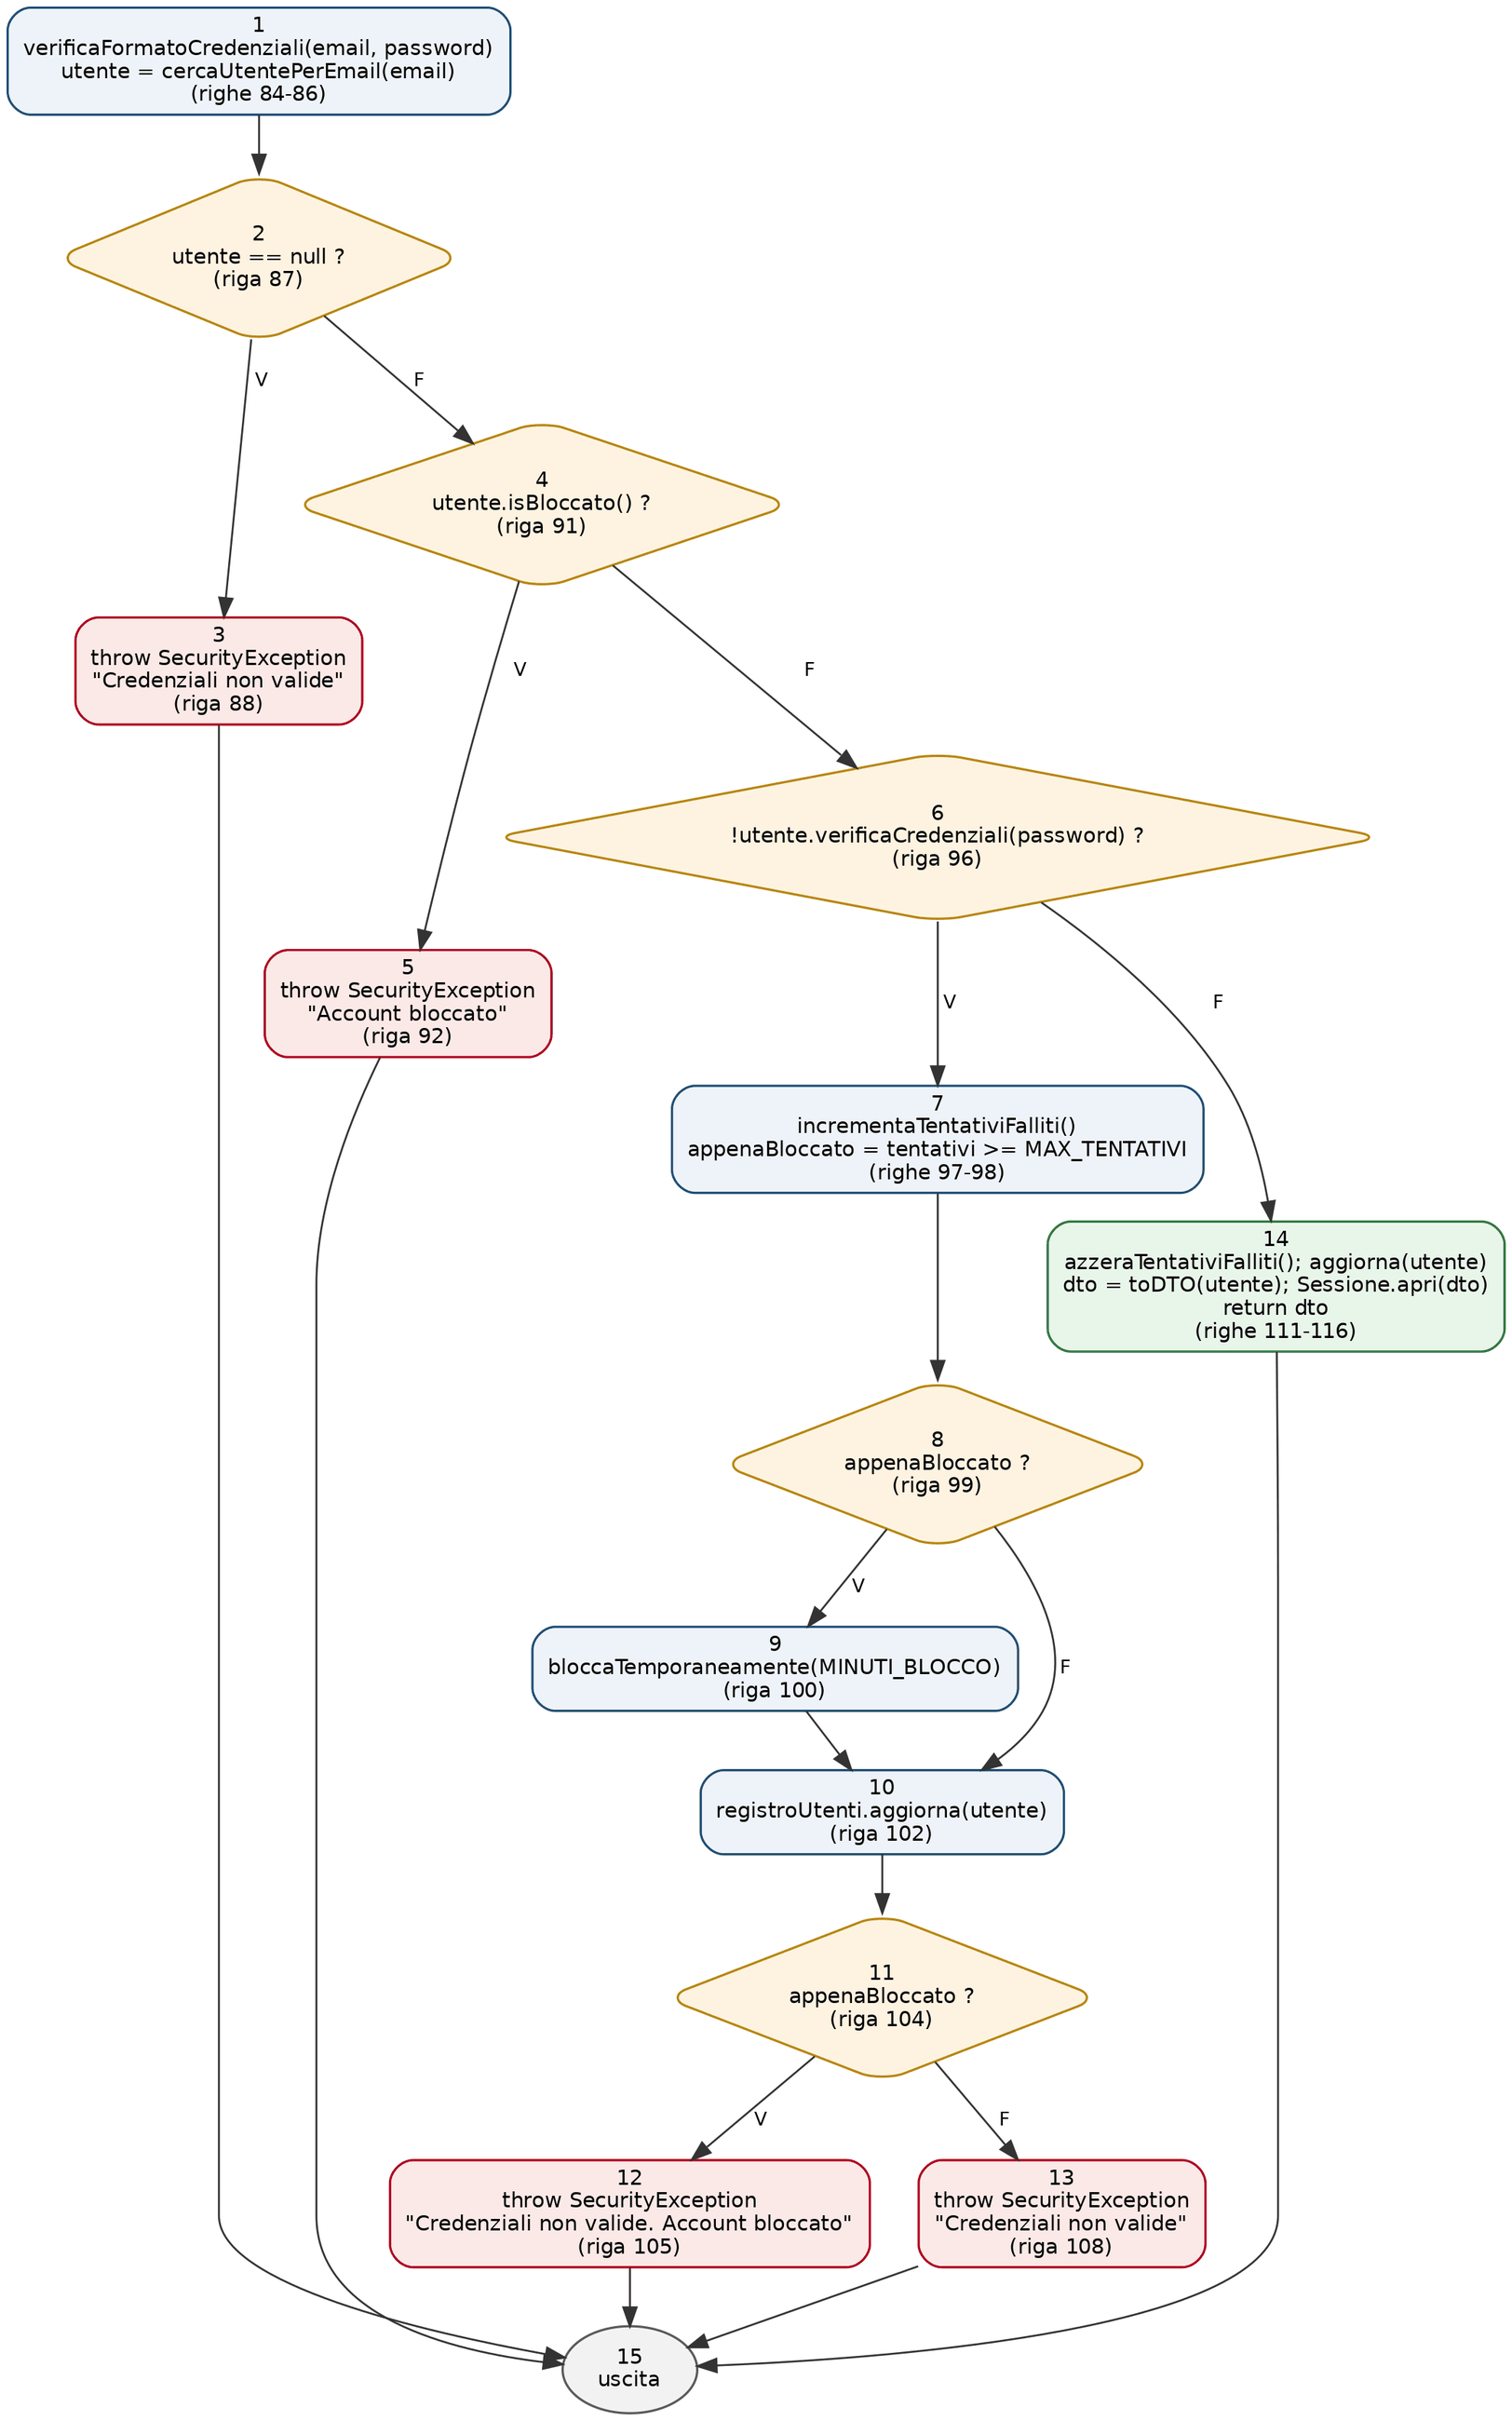 1
verificaFormatoCredenziali(email, password)
utente = cercaUtentePerEmail(email)
(righe 84-86)
2
utente == null ?
(riga 87)
V
F
4
utente.isBloccato() ?
(riga 91)
3
throw SecurityException
"Credenziali non valide"
(riga 88)
V
F
6
!utente.verificaCredenziali(password) ?
(riga 96)
5
throw SecurityException
"Account bloccato"
(riga 92)
V
F
7
incrementaTentativiFalliti()
appenaBloccato = tentativi >= MAX_TENTATIVI
(righe 97-98)
14
azzeraTentativiFalliti(); aggiorna(utente)
dto = toDTO(utente); Sessione.apri(dto)
return dto
(righe 111-116)
8
appenaBloccato ?
(riga 99)
V
9
bloccaTemporaneamente(MINUTI_BLOCCO)
(riga 100)
F
10
registroUtenti.aggiorna(utente)
(riga 102)
11
appenaBloccato ?
(riga 104)
V
F
12
throw SecurityException
"Credenziali non valide. Account bloccato"
(riga 105)
13
throw SecurityException
"Credenziali non valide"
(riga 108)
15
uscita